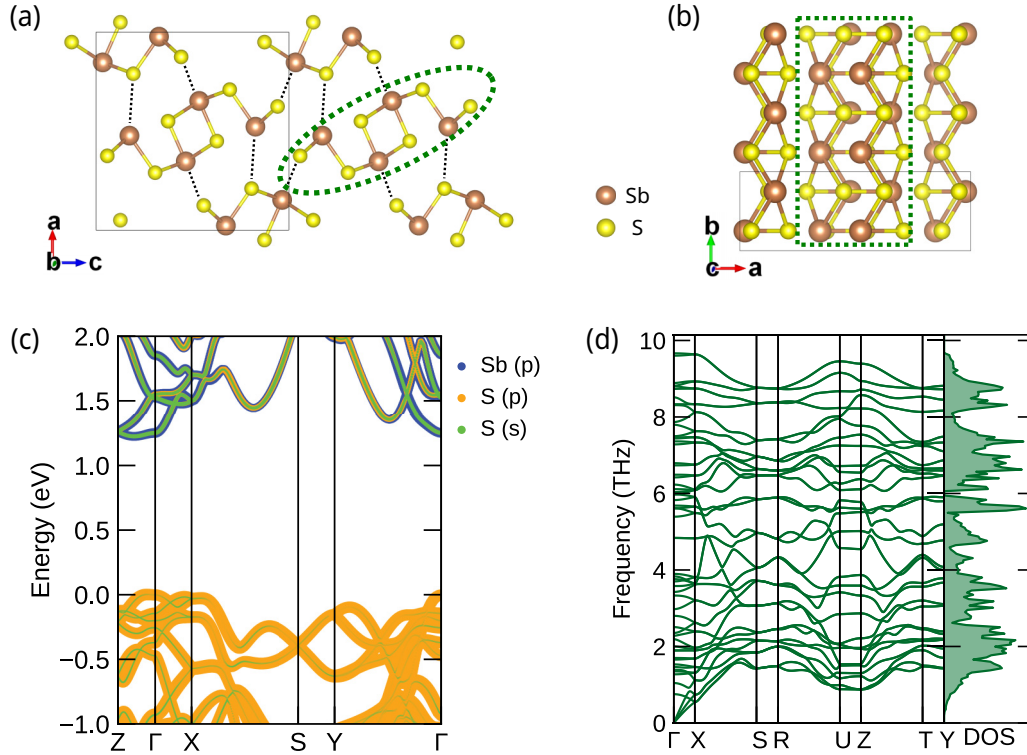 (a)
(b)
a
b
c
Sb
S
b
c
a
(c)
2.0
1.5
1.0
0.5
0.0
−0.5
−1.0
Energy (eV)
Z Γ X S Y Γ
Sb (p)
S (p)
S (s)
(d)
10
8
6
4
2
0
Frequency (THz)
Γ X S R U Z T Y DOS